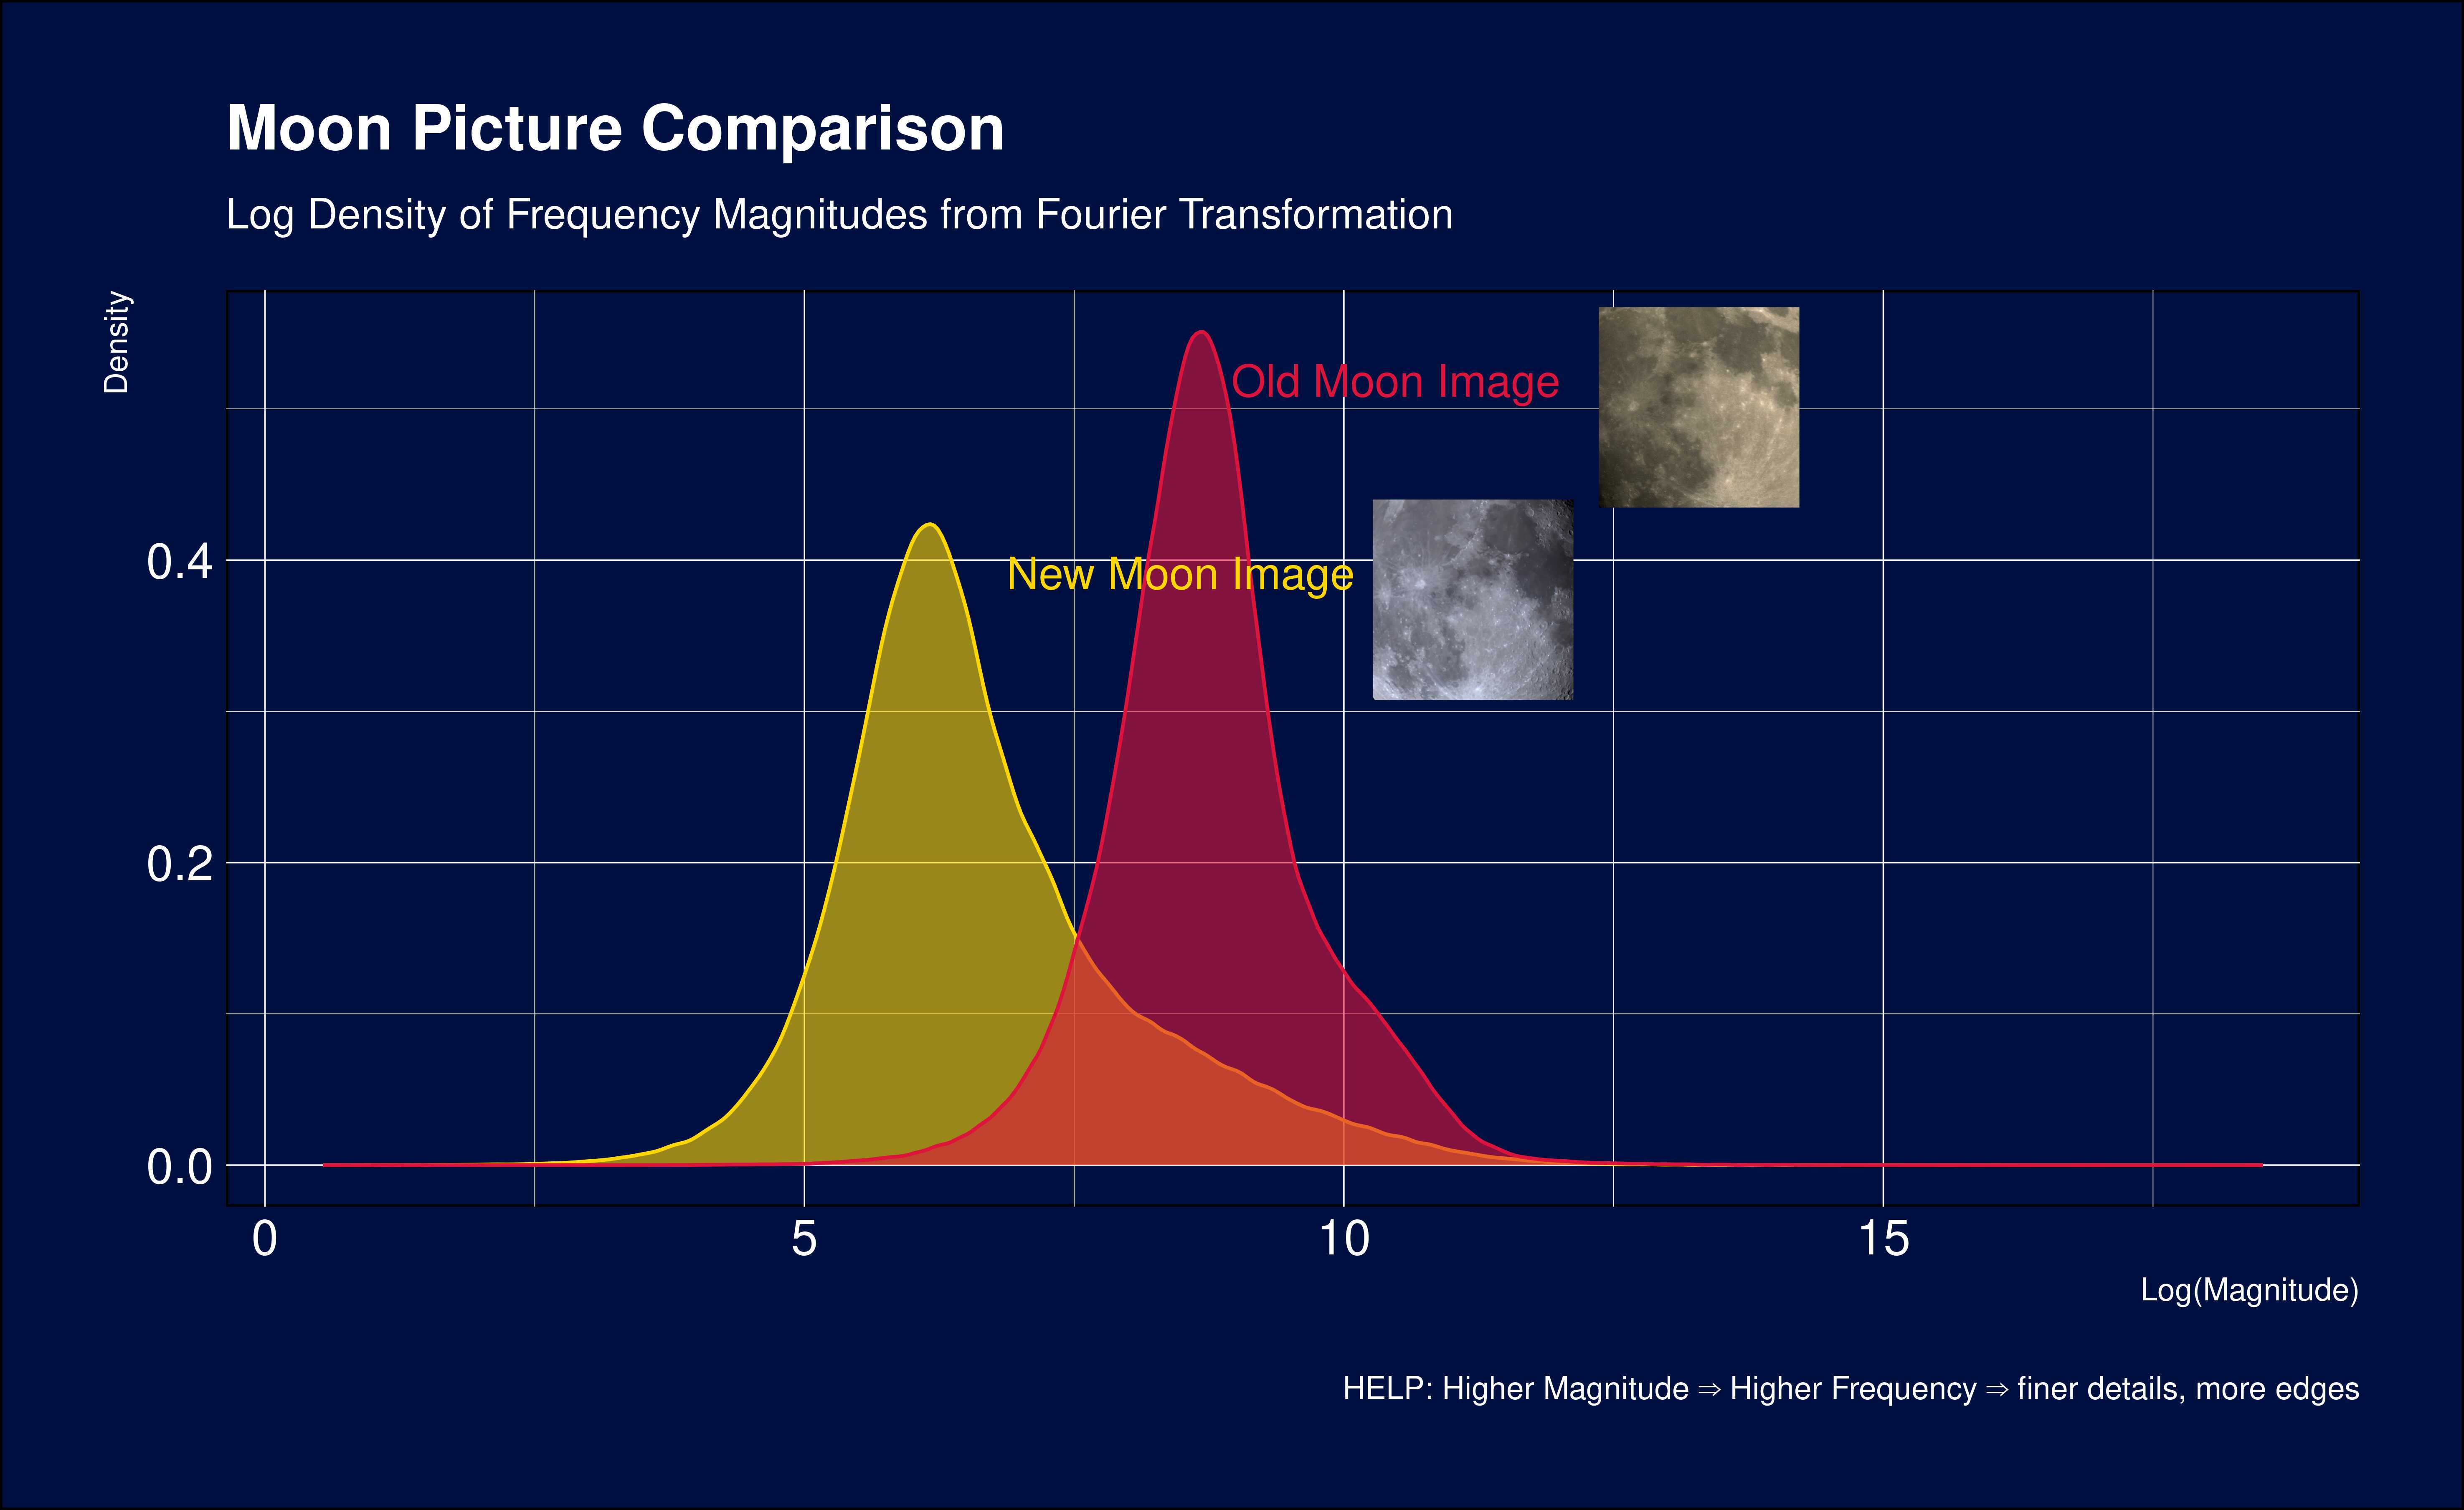 Moon Picture Comparison
Log Density of Frequency Magnitudes from Fourier Transformation
Density
Old Moon Image
New Moon Image
0.4
0.2
0.0
0
5
10
15
Log(Magnitude)
HELP: Higher Magnitude ⇒ Higher Frequency ⇒ finer details, more edges